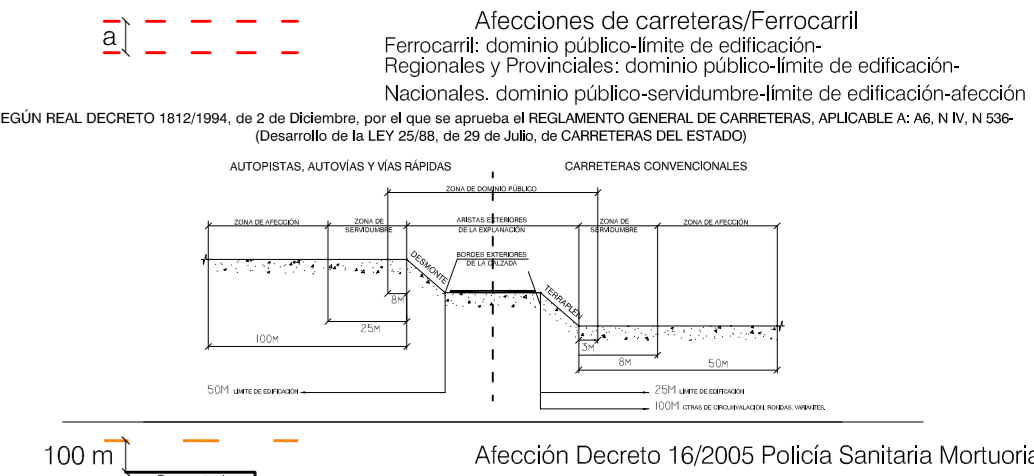 a
Afecciones de carreteras/Ferrocarril
Ferrocarril: dominio público-límite de edificación-
Regionales y Provinciales: dominio público-límite de edificación-
Nacionales. dominio público-servidumbre-límite de edificación-afección
EGÚN REAL DECRETO 1812/1994, de 2 de Diciembre, por el que se aprueba el REGLAMENTO GENERAL DE CARRETERAS, APLICABLE A: A6, N IV, N 536-
(Desarrollo de la LEY 25/88, de 29 de Julio, de CARRETERAS DEL ESTADO)
AUTOPISTAS, AUTOVÍAS Y VÍAS RÁPIDAS
CARRETERAS CONVENCIONALES
ZONA DE DOMINIO PÚBLICO
ZONA DE AFECCIÓN
ZONA DE
SERVIDUMBRE
ARISTAS EXTERIORES
DE LA EXPLANACIÓN
ZONA DE
SERVIDUMBRE
ZONA DE AFECCIÓN
DESMONTE
BORDES EXTERIORES
DE LA CALZADA
TERRAPLÉN
8M
25M
100M
3M
8M
50M
50M LÍMITE DE EDIFICACIÓN
25M LÍMITE DE EDIFICACIÓN
100M CTRAS DE CIRCUNVALACIÓN, RONDAS, VARIANTES.
100 m
Afección Decreto 16/2005 Policía Sanitaria Mortuoria